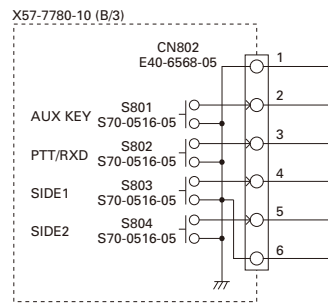 X57-7780-10 (B/3)
CN802
E40-6568-05
1
2
3
4
5
6
AUX KEY
S801
S70-0516-05
PTT/RXD
S802
S70-0516-05
SIDE1
S803
S70-0516-05
SIDE2
S804
S70-0516-05